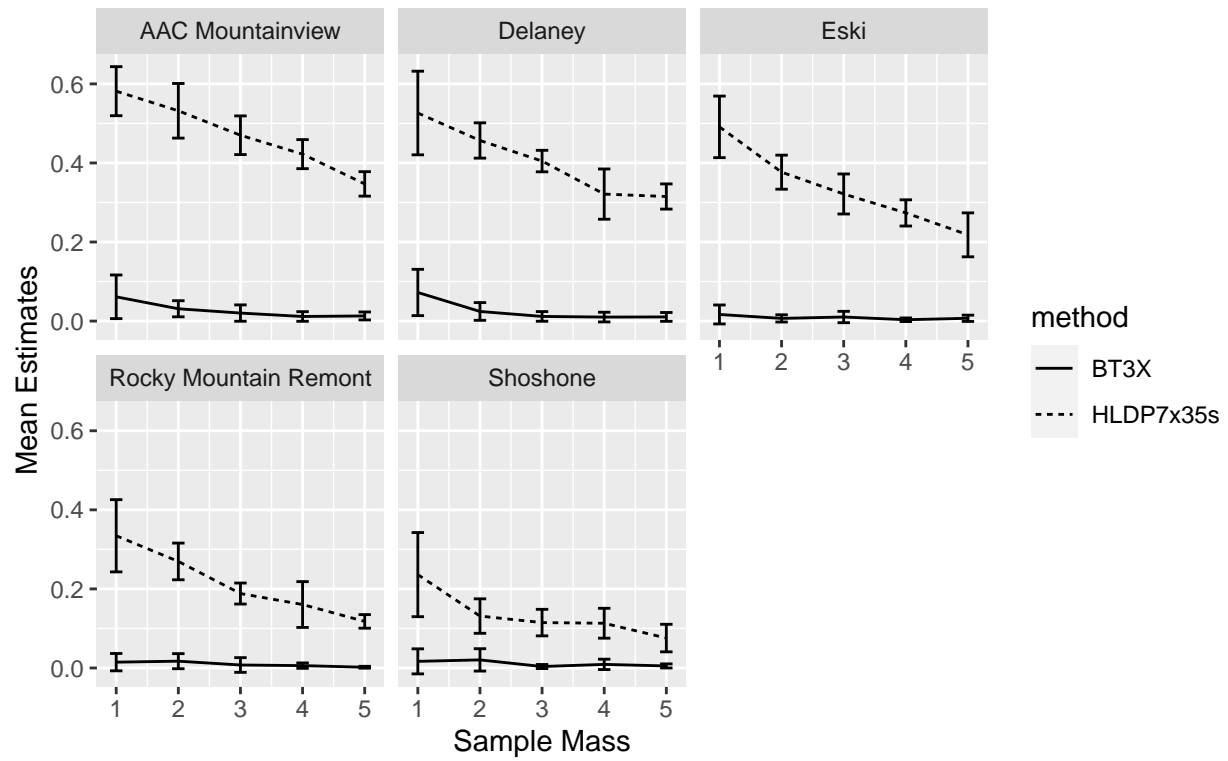 AAC Mountainview
Delaney
Eski
0.6
0.4
0.2
0.0
1 2 3 4 5
Rocky Mountain Remont
Shoshone
0.6
0.4
0.2
0.0
1 2 3 4 5
1 2 3 4 5
Sample Mass
Mean Estimates
method
BT3X
HLDP7x35s